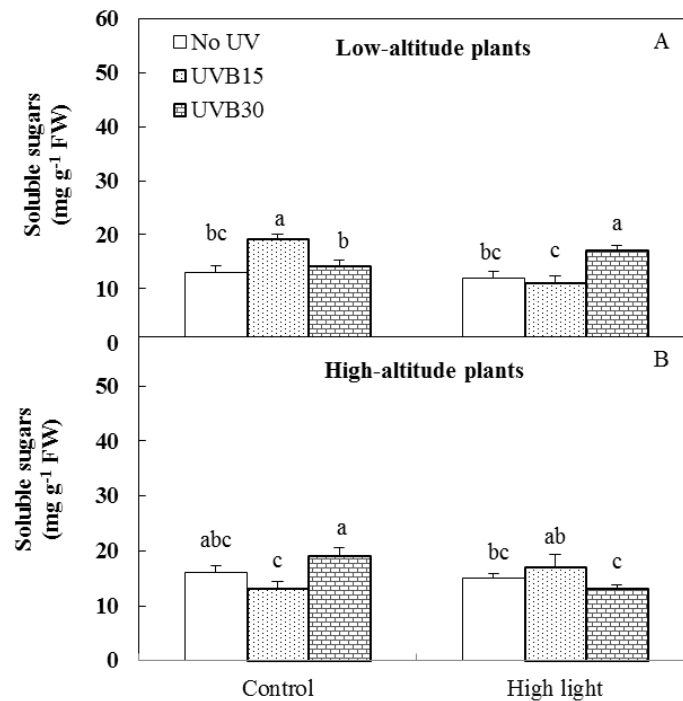 60
50
40
30
20
10
0
Soluble sugars
(mg g⁻¹ FW)
No UV
UVB15
UVB30
Low-altitude plants
A
bc
a
b
bc
c
a
50
40
30
20
10
0
Soluble sugars
(mg g⁻¹ FW)
High-altitude plants
B
abc
c
a
bc
ab
c
Control
High light